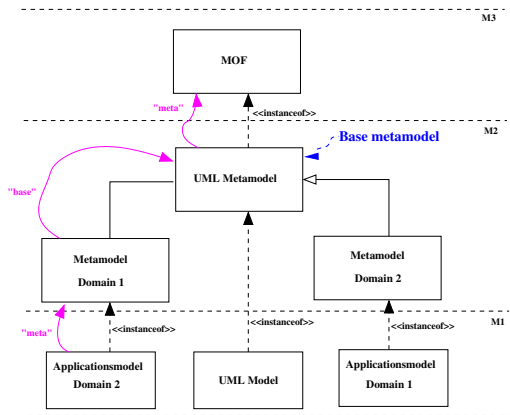 M3
MOF
"meta"
<<instanceof>>
M2
Base metamodel
UML Metamodel
"base"
Metamodel
Domain 1
Metamodel
Domain 2
M1
"meta"
<<instanceof>>
<<instanceof>>
<<instanceof>>
Applicationsmodel
Domain 2
UML Model
Applicationsmodel
Domain 1